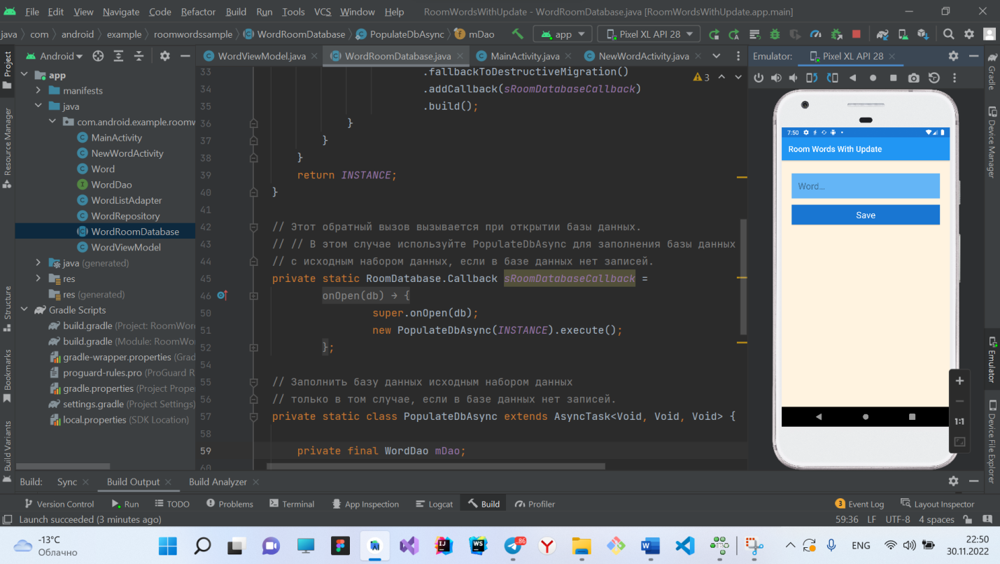 File Edit View Navigate Code Refactor Build Run Tools VCS Window Help RoomWordsWithUpdate - WordRoomDatabase.java [RoomWordsWithUpdate.app.main]
java com android example roomwordssample WordRoomDatabase PopulateDbAsync mDao app Pixel XL API 28
Project
Resource Manager
Structure
Bookmarks
Build Variants
Android
app
manifests
java
com.android.example.roomw
MainActivity
NewWordActivity
Word
WordDao
WordListAdapter
WordRepository
WordRoomDatabase
WordViewModel
java (generated)
res
res (generated)
Gradle Scripts
build.gradle (Project: RoomWor
build.gradle (Module: RoomWo
gradle-wrapper.properties (Grad
proguard-rules.pro (ProGuard R
gradle.properties (Project Prope
settings.gradle (Project Settings)
local.properties (SDK Location)
WordViewModel.java WordRoomDatabase.java MainActivity.java NewWordActivity.java
3
33 .fallbackToDestructiveMigration()
34 .addCallback(sRoomDatabaseCallback)
35 .build();
36 }
37 }
38 }
39 return INSTANCE;
40 }
41
42 // Этот обратный вызов вызывается при открытии базы данных.
43 // // В этом случае используйте PopulateDbAsync для заполнения базы данных
44 // с исходным набором данных, если в базе данных нет записей.
45 private static RoomDatabase.Callback sRoomDatabaseCallback =
46 onOpen(db) → {
50 super.onOpen(db);
51 new PopulateDbAsync(INSTANCE).execute();
52 };
54
55 // Заполнить базу данных исходным набором данных
56 // только в том случае, если в базе данных нет записей.
57 private static class PopulateDbAsync extends AsyncTask<Void, Void, Void> {
58
59 private final WordDao mDao;
60
Emulator: Pixel XL API 28
7:50
Room Words With Update
Word...
Save
1:1
Gradle
Device Manager
Emulator
Device File Explorer
Build: Sync Build Output Build Analyzer
Version Control Run TODO Problems Terminal App Inspection Logcat Build Profiler 3 Event Log Layout Inspector
Launch succeeded (3 minutes ago) 59:36 LF UTF-8 4 spaces
-13°C
Облачно
86
ENG
22:50
30.11.2022